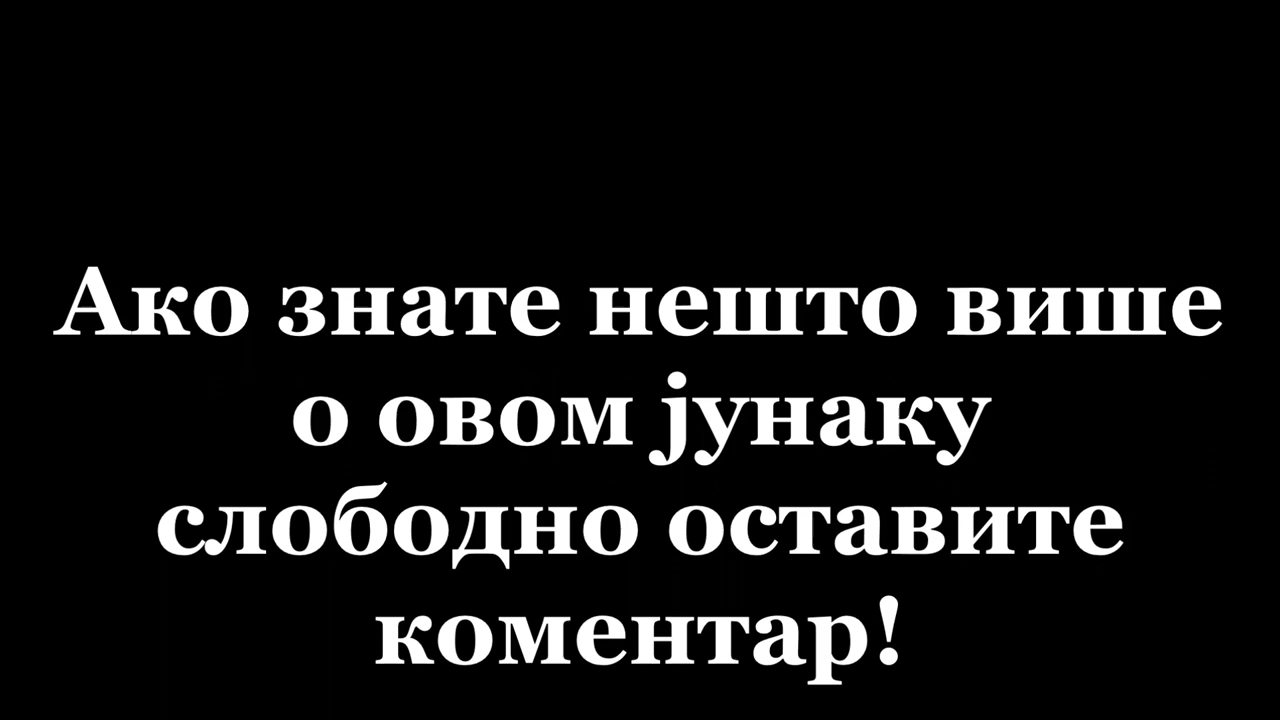 Ако знате нешто више
о овом јунаку
слободно оставите
коментар!